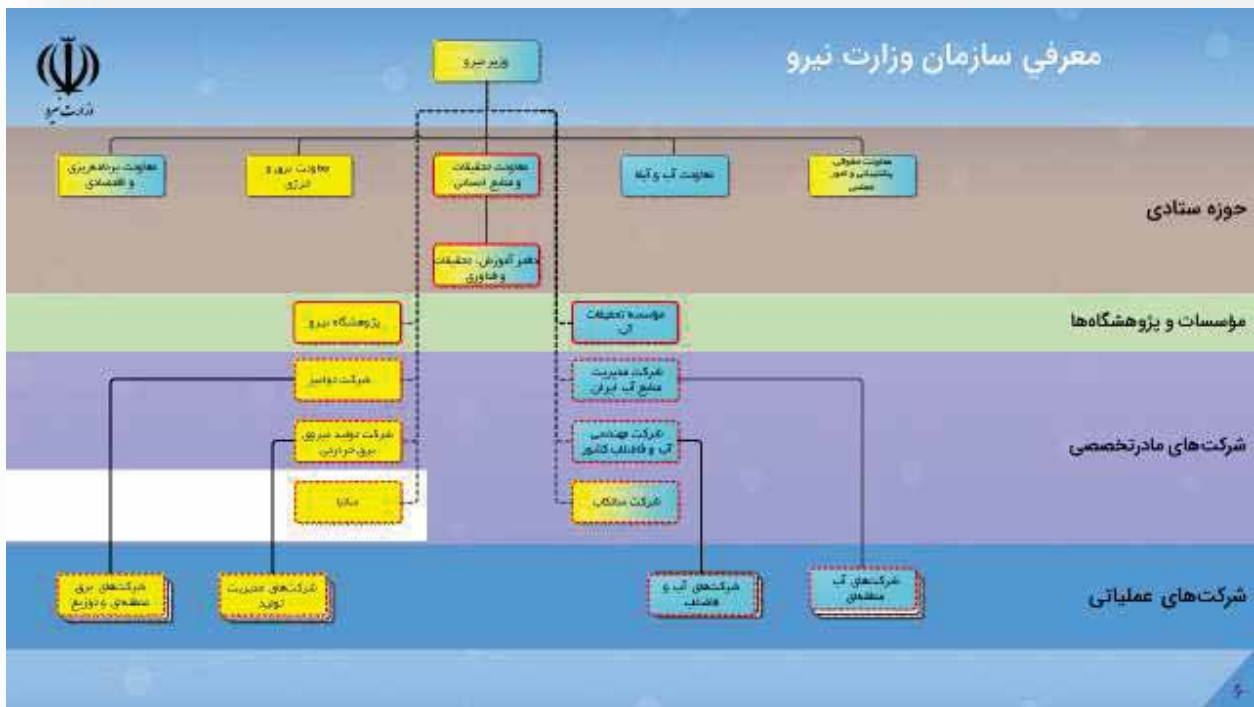 معرفي سازمان وزارت نیرو
وزارت نیرو
وزیر نیرو
معاونت حقوقی
پشتیبانی و امور
مجلس
معاونت آب و آبفا
معاونت تحقیقات
و منابع انسانی
معاونت برق و
انرژی
معاونت برنامه‌ریزی
و اقتصادی
حوزه ستادی
دفتر آموزش، تحقیقات
و فناوری
مؤسسات و پژوهشگاه‌ها
مؤسسه تحقیقات
آب
پژوهشگاه نیرو
شرکت‌های مادرتخصصی
شرکت مدیریت
منابع آب ایران
شرکت توانیر
شرکت مهندسی
آب و فاضلاب کشور
شرکت تولید نیروی
برق حرارتی
شرکت ساتکاب
ساتبا
شرکت‌های عملیاتی
شرکت‌های آب
منطقه‌ای
شرکت‌های آب و
فاضلاب
شرکت‌های مدیریت
تولید
شرکت‌های برق
منطقه‌ای و توزیع